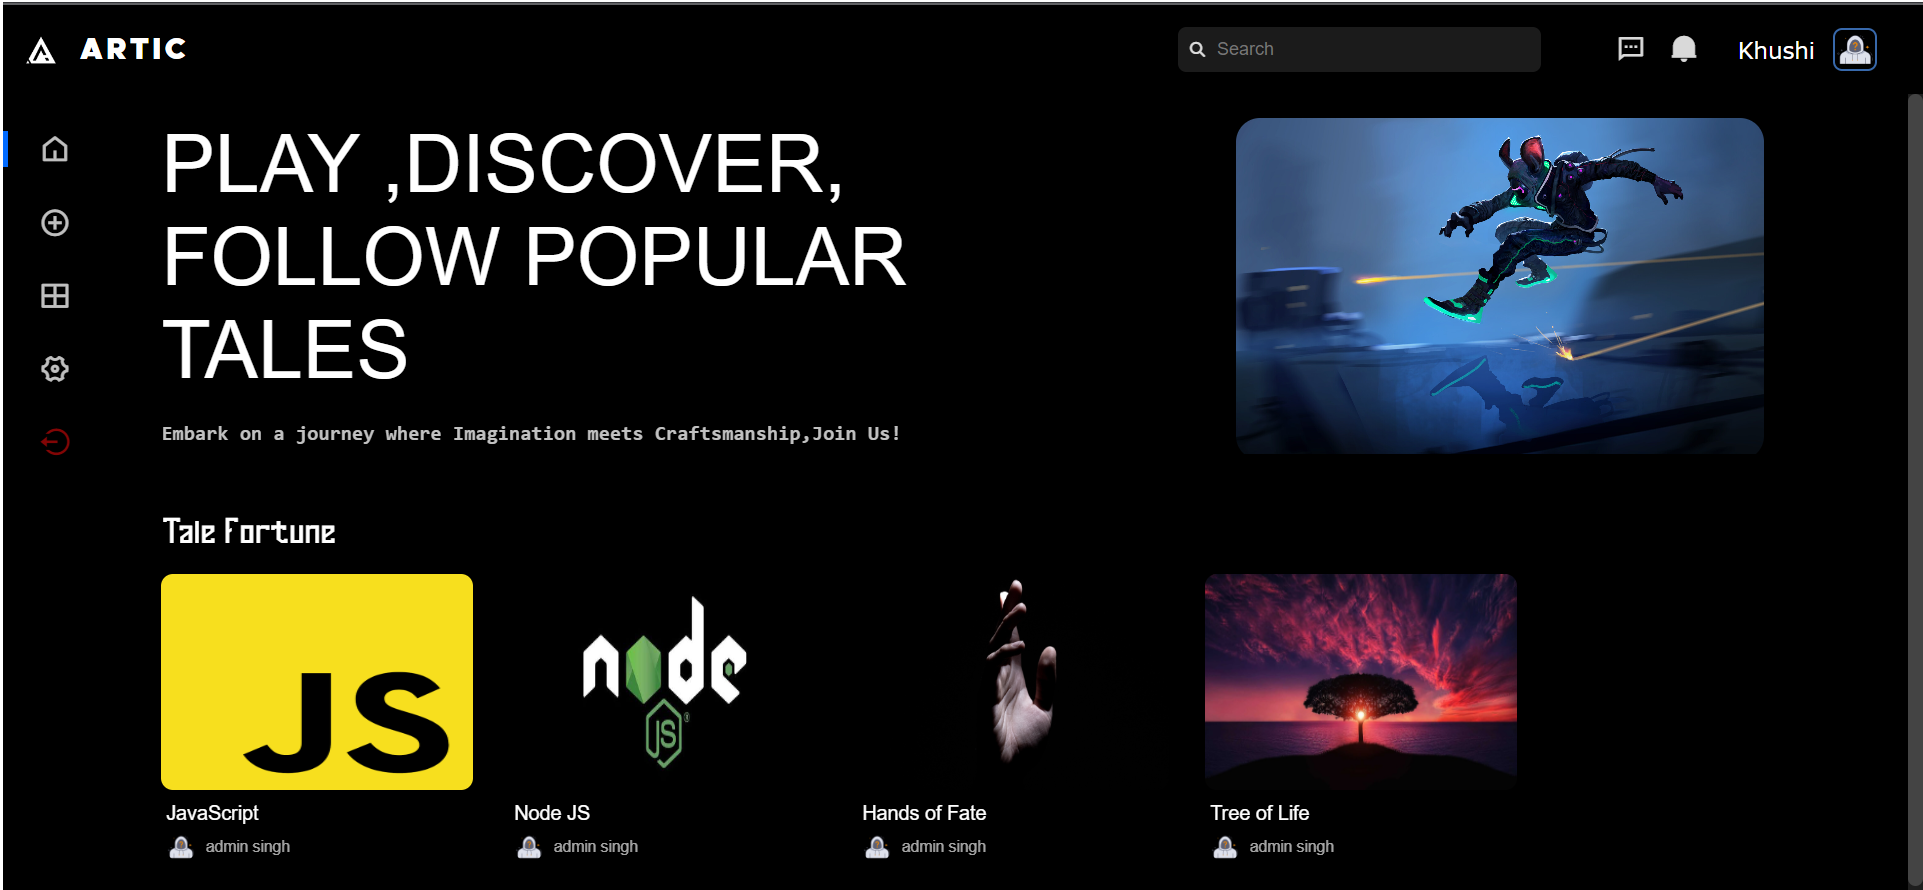 ARTIC
Search
Khushi
PLAY ,DISCOVER,
FOLLOW POPULAR
TALES
Embark on a journey where Imagination meets Craftsmanship,Join Us!
Tale Fortune
JS
node
JS
JavaScript
Node JS
Hands of Fate
Tree of Life
admin singh
admin singh
admin singh
admin singh